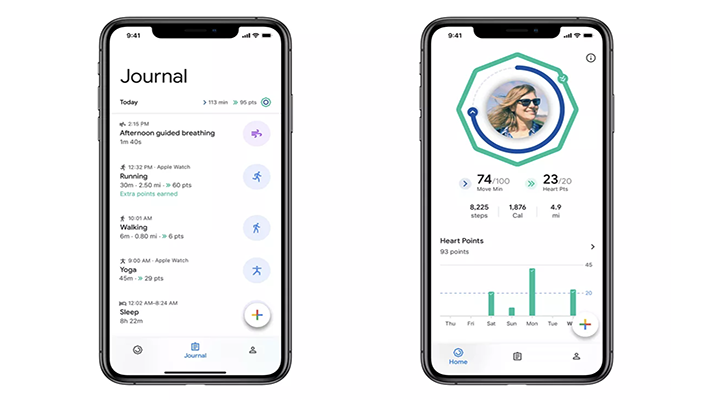 9:41
Journal
Today
113 min
95 pts
2:15 PM
Afternoon guided breathing
1m 40s
12:32 PM · Apple Watch
Running
30m · 2.50 mi · 60 pts
Extra points earned
10:01 AM
Walking
6m · 0.80 mi · 6 pts
9:00 AM · Apple Watch
Yoga
45m · 29 pts
12:02 AM–8:24 AM
Sleep
8h 22m
Journal
9:41
74/100
Move Min
23/20
Heart Pts
8,225
steps
1,876
Cal
4.9
mi
Heart Points
93 points
45
20
Thu Fri Sat Sun Mon Tue
Home